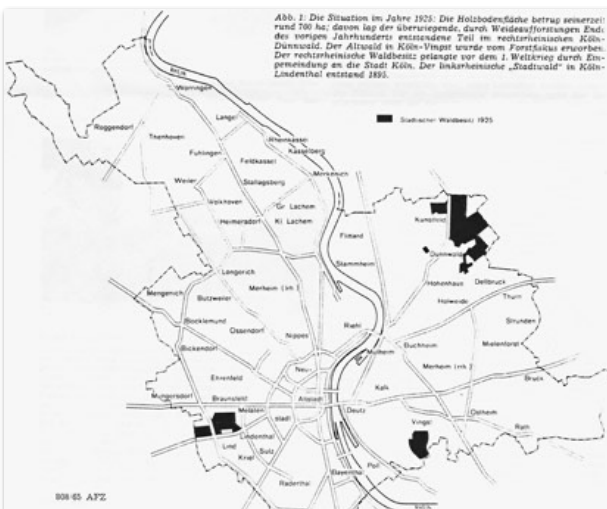 Abb. 1: Die Situation im Jahre 1925: Die Holzbodenfläche betrug seinerzeit
rund 700 ha; davon lag der überwiegende, durch Weideaufforstungen Ende
des vorigen Jahrhunderts entstandene Teil im rechtsrheinischen Köln-
Dünnwald. Der Altwald in Köln-Vingst wurde vom Forstfiskus erworben.
Der rechtsrheinische Waldbesitz gelangte vor dem 1. Weltkrieg durch Ein-
gemeindung an die Stadt Köln. Der linksrheinische „Stadtwald" in Köln-
Lindenthal entstand 1895.
Städtischer Waldbesitz 1925
RHEIN
Worringen
Roggendorf
Thenhoven
Langel
Rheinkassel
Kasselberg
Fühlingen
Feldkassel
Merkenich
Weiler
Stallagsberg
Volkhoven
Gr Lachem
Heimersdorf
Kl Lachem
Kunstfeld
Flittard
Dünnwald
Stammheim
Höhenhaus
Dellbrück
Longerich
Mengenich
Merheim (lrh.)
Butzweiler
Holweide
Thurn
Strunden
Bocklemünd
Ossendorf
Nippes
Riehl
Buchheim
Mielenforst
Bickendorf
Mülheim
Merheim (rrh.)
Ehrenfeld
Neu-
Kalk
Brück
Müngersdorf
Braunsfeld
Altstadt
Melaten
stadt
Deutz
Ostheim
Vingst
Rath
Lindenthal
Lind
Sülz
Kriel
Poll
Bayenthal
Raderthal
808/65 AFZ